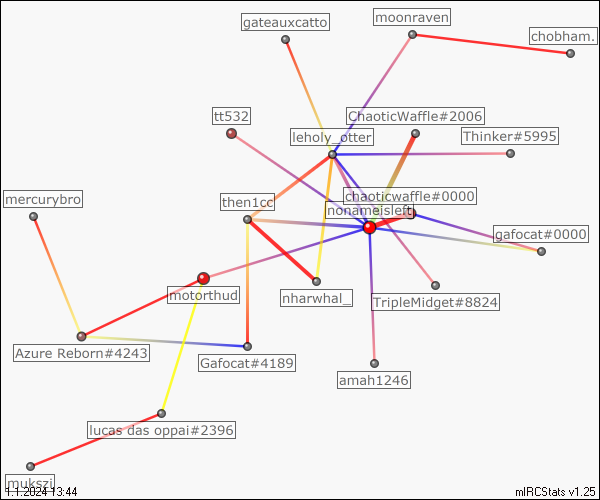 gateauxcatto
moonraven
chobham.
tt532
ChaoticWaffle#2006
leholy_otter
Thinker#5995
mercurybro
then1cc
chaoticwaffle#0000
nonameisleft
gafocat#0000
motorthud
nharwhal_
TripleMidget#8824
Azure Reborn#4243
Gafocat#4189
amah1246
lucas das oppai#2396
mukszi
1.1.2024 13:44
mIRCStats v1.25